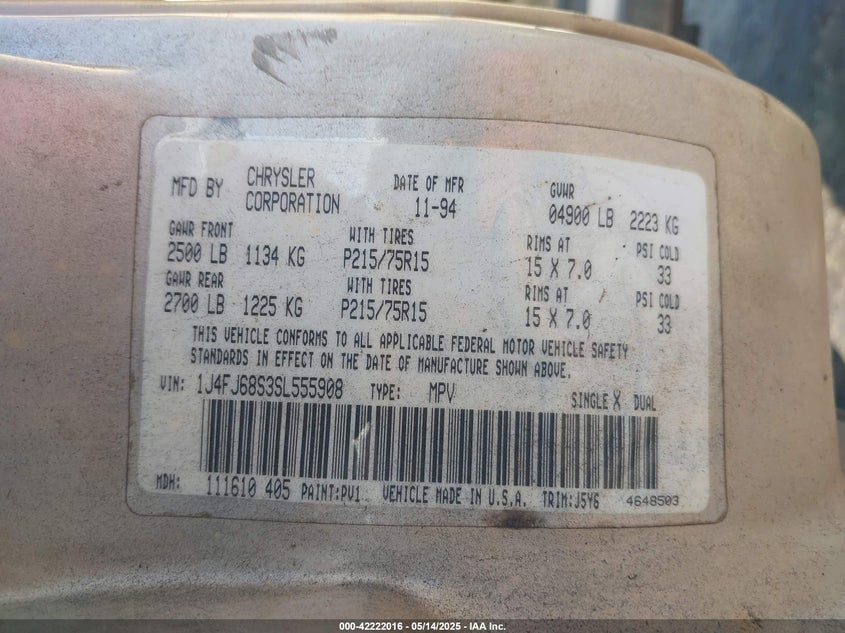 MFD BY CHRYSLER CORPORATION DATE OF MFR 11-94 GVWR 04900 LB 2223 KG
GAWR FRONT WITH TIRES RIMS AT PSI COLD
2500 LB 1134 KG P215/75R15 15 X 7.0 33
GAWR REAR WITH TIRES RIMS AT PSI COLD
2700 LB 1225 KG P215/75R15 15 X 7.0 33
THIS VEHICLE CONFORMS TO ALL APPLICABLE FEDERAL MOTOR VEHICLE SAFETY
STANDARDS IN EFFECT ON THE DATE OF MANUFACTURE SHOWN ABOVE.
VIN: 1J4FJ68S3SL555908 TYPE: MPV SINGLE X DUAL
MDH: 111610 405 PAINT:PV1 VEHICLE MADE IN U.S.A. TRIM:J5Y6 4648503
000-42222016 - 05/14/2025 - IAA Inc.